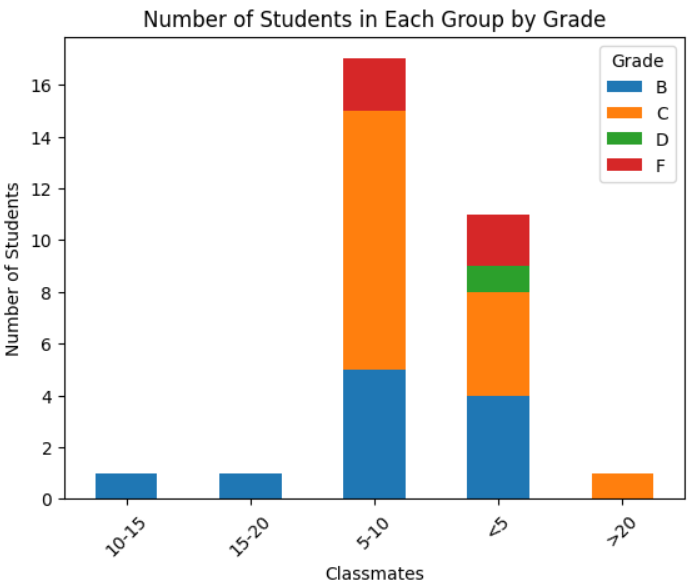 Number of Students in Each Group by Grade
Grade
B
C
D
F
Number of Students
16
14
12
10
8
6
4
2
0
10-15
15-20
5-10
<5
>20
Classmates